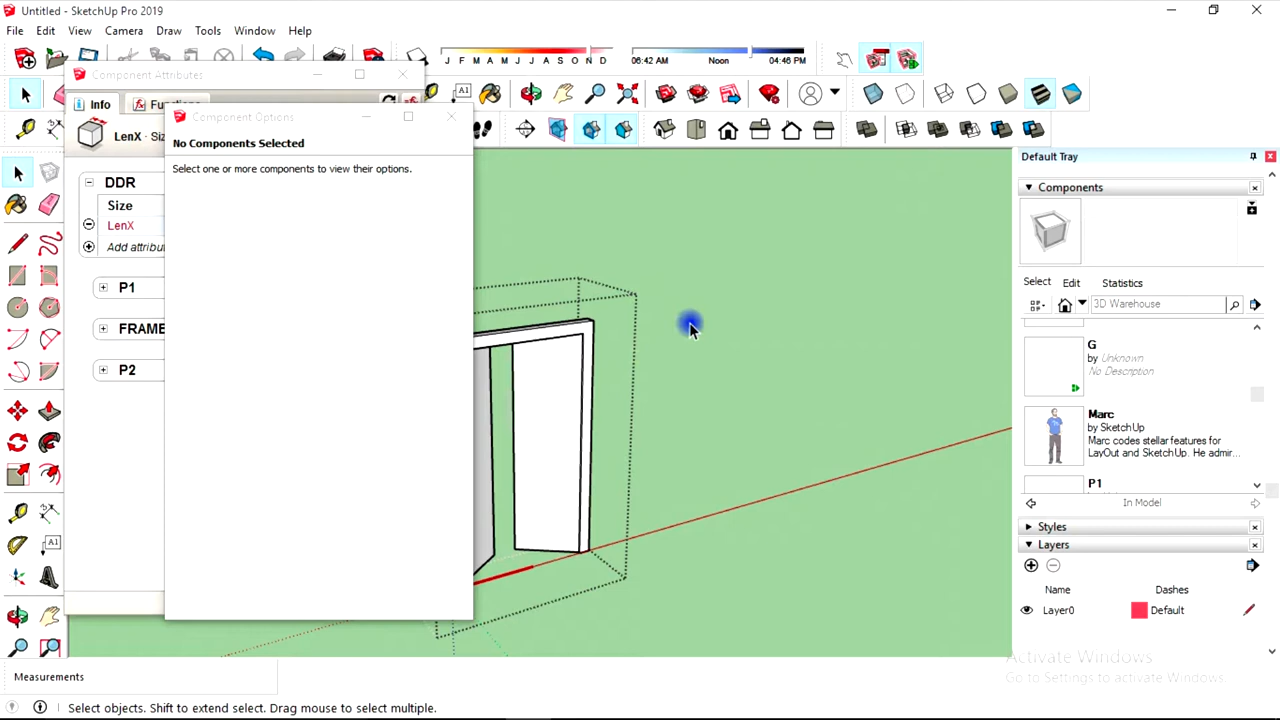 Untitled - SketchUp Pro 2019
File Edit View Camera Draw Tools Window Help
J F M A M J J A S O N D
06:42 AM Noon 04:46 PM
Component Attributes
Info Functions
LenX · Siz
DDR
Size
LenX
Add attribu
P1
FRAME
P2
Component Options
No Components Selected
Select one or more components to view their options.
A1
A1
Default Tray
Components
Select Edit Statistics
3D Warehouse
G
by Unknown
No Description
Marc
by SketchUp
Marc codes stellar features for
LayOut and SketchUp. He admir...
P1
In Model
Styles
Layers
Name Dashes
Layer0 Default
Activate Windows
Go to Settings to activate Windows.
Measurements
Select objects. Shift to extend select. Drag mouse to select multiple.